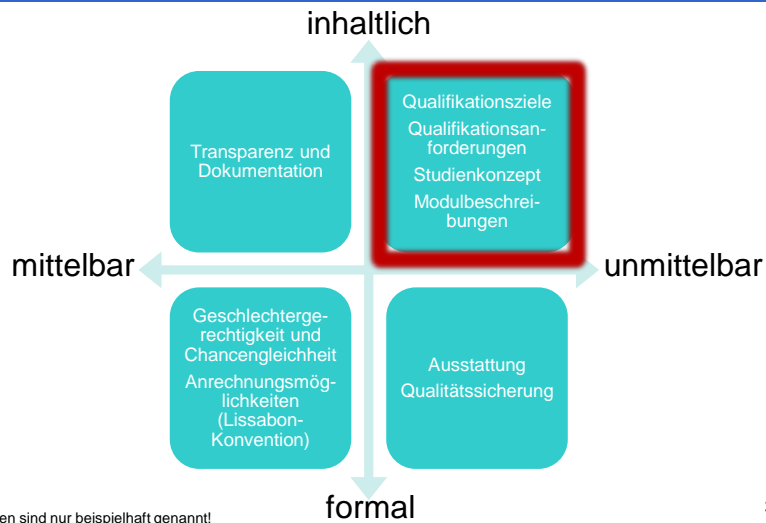 inhaltlich
Transparenz und
Dokumentation
Qualifikationsziele
Qualifikationsan-
forderungen
Studienkonzept
Modulbeschrei-
bungen
mittelbar
unmittelbar
Geschlechterge-
rechtigkeit und
Chancengleichheit
Anrechnungsmög-
lichkeiten
(Lissabon-
Konvention)
Ausstattung
Qualitätssicherung
formal
en sind nur beispielhaft genannt!